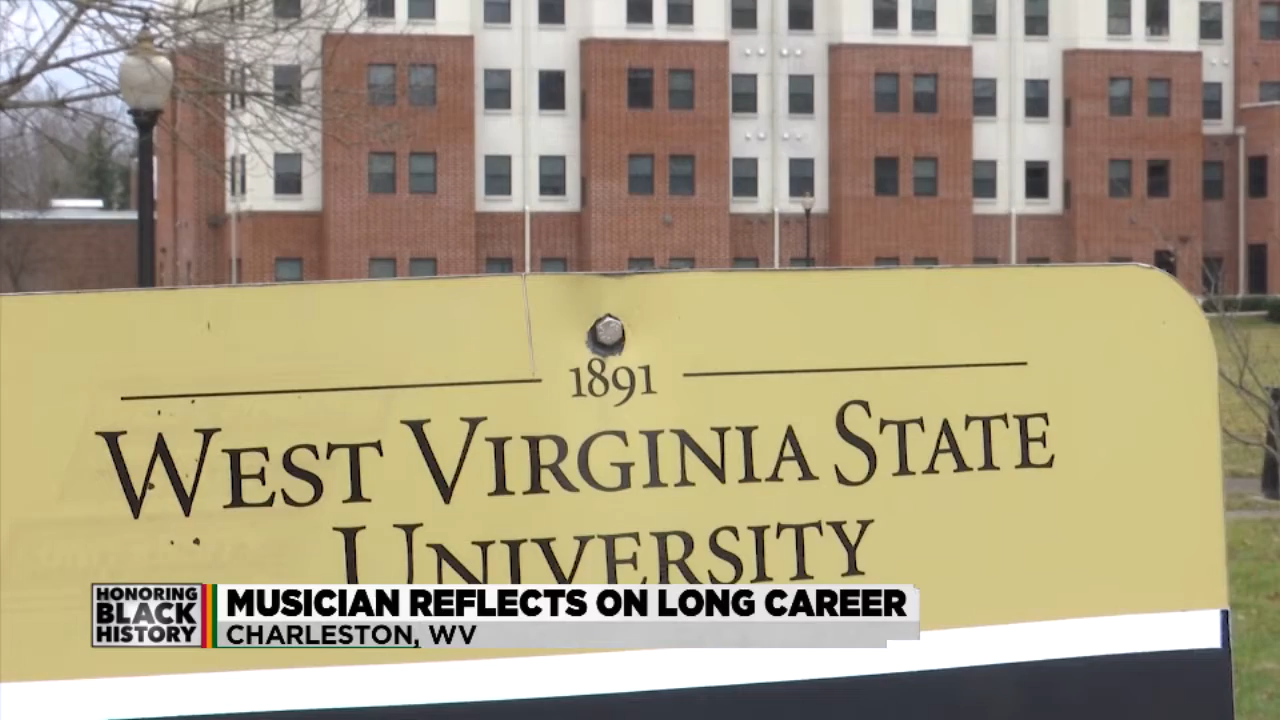 1891
WEST VIRGINIA STATE
UNIVERSITY
HONORING
BLACK
HISTORY
MUSICIAN REFLECTS ON LONG CAREER
CHARLESTON, WV